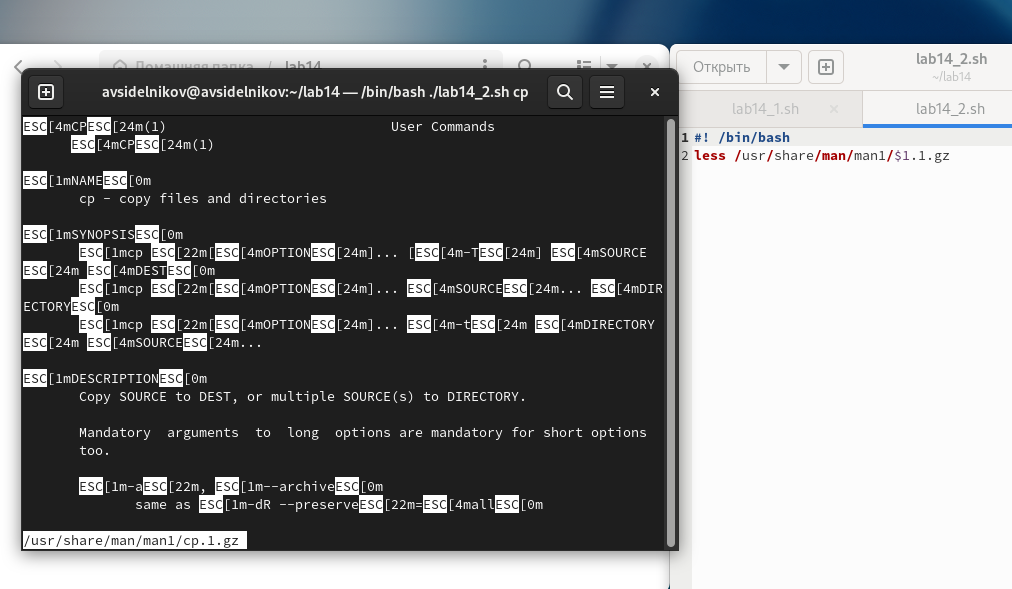 Домашняя папка / lab14
avsidelnikov@avsidelnikov:~/lab14 — /bin/bash ./lab14_2.sh cp
ESC[4mCPESC[24m(1) User Commands
ESC[4mCPESC[24m(1)
ESC[1mNAMEESC[0m
cp - copy files and directories
ESC[1mSYNOPSISESC[0m
ESC[1mcp ESC[22m[ESC[4mOPTIONESC[24m]... [ESC[4m-TESC[24m] ESC[4mSOURCE
ESC[24m ESC[4mDESTESC[0m
ESC[1mcp ESC[22m[ESC[4mOPTIONESC[24m]... ESC[4mSOURCEESC[24m... ESC[4mDIR
ECTORYESC[0m
ESC[1mcp ESC[22m[ESC[4mOPTIONESC[24m]... ESC[4m-tESC[24m ESC[4mDIRECTORY
ESC[24m ESC[4mSOURCEESC[24m...
ESC[1mDESCRIPTIONESC[0m
Copy SOURCE to DEST, or multiple SOURCE(s) to DIRECTORY.
Mandatory arguments to long options are mandatory for short options
too.
ESC[1m-aESC[22m, ESC[1m--archiveESC[0m
same as ESC[1m-dR --preserveESC[22m=ESC[4mallESC[0m
/usr/share/man/man1/cp.1.gz
Открыть
lab14_2.sh
~/lab14
lab14_1.sh
lab14_2.sh
1 #! /bin/bash
2 less /usr/share/man/man1/$1.1.gz